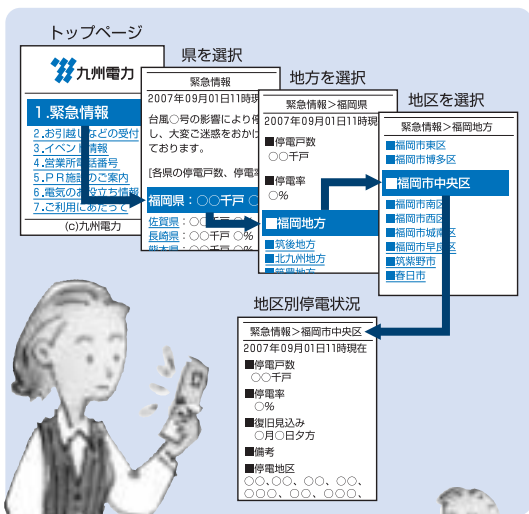 トップページ
九州電力
1.緊急情報
2.お引越しなどの受付
3.イベント情報
4.営業所電話番号
5.PR施設のご案内
6.電気のお役立ち情報
7.ご利用にあたって
(c)九州電力
県を選択
緊急情報
2007年09月01日11時現
台風○号の影響により停
し、大変ご迷惑をおかけ
ております。
[各県の停電戸数、停電率
福岡県：○○千戸 ○
佐賀県：○○千戸 ○%
長崎県：○○千戸 ○%
熊本県：○○千戸 ○%
地方を選択
緊急情報>福岡県
2007年09月01日11時現
■停電戸数
○○千戸
■停電率
○%
■福岡地方
■筑後地方
■北九州地方
■筑豊地方
地区を選択
緊急情報>福岡地方
■福岡市東区
■福岡市博多区
■福岡市中央区
■福岡市南区
■福岡市西区
■福岡市城南区
■福岡市早良区
■筑紫野市
■春日市
地区別停電状況
緊急情報>福岡市中央区
2007年09月01日11時現在
■停電戸数
○○千戸
■停電率
○%
■復旧見込み
○月○日夕方
■備考
■停電地区
○○、○○、○○、○○、
○○○、○○、○○○、